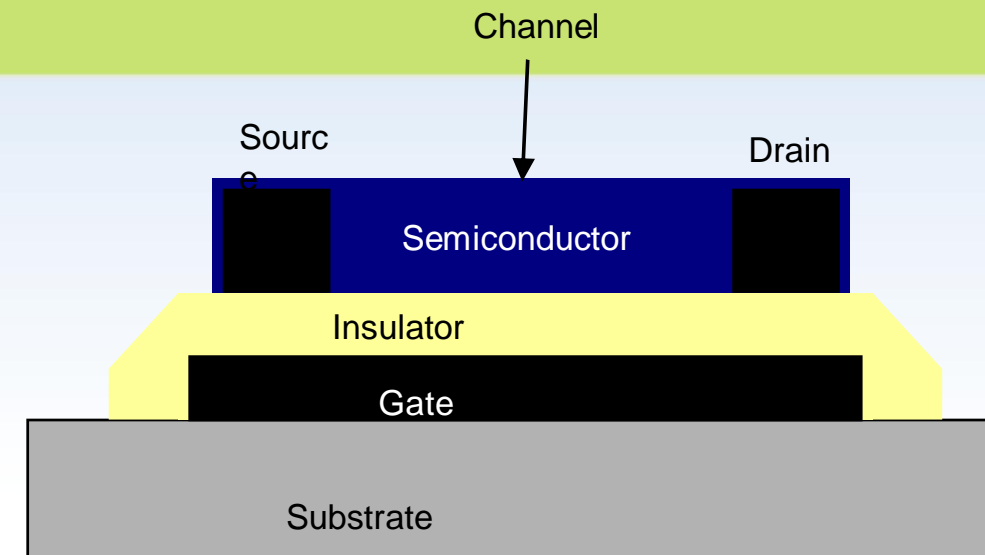 Channel
Sourc
e
Drain
Semiconductor
Insulator
Gate
Substrate